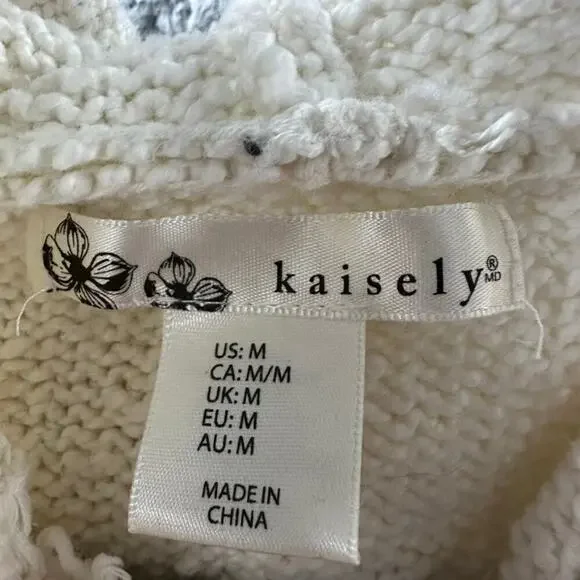 kaisely®MD
US: M
CA: M/M
UK: M
EU: M
AU: M
MADE IN
CHINA